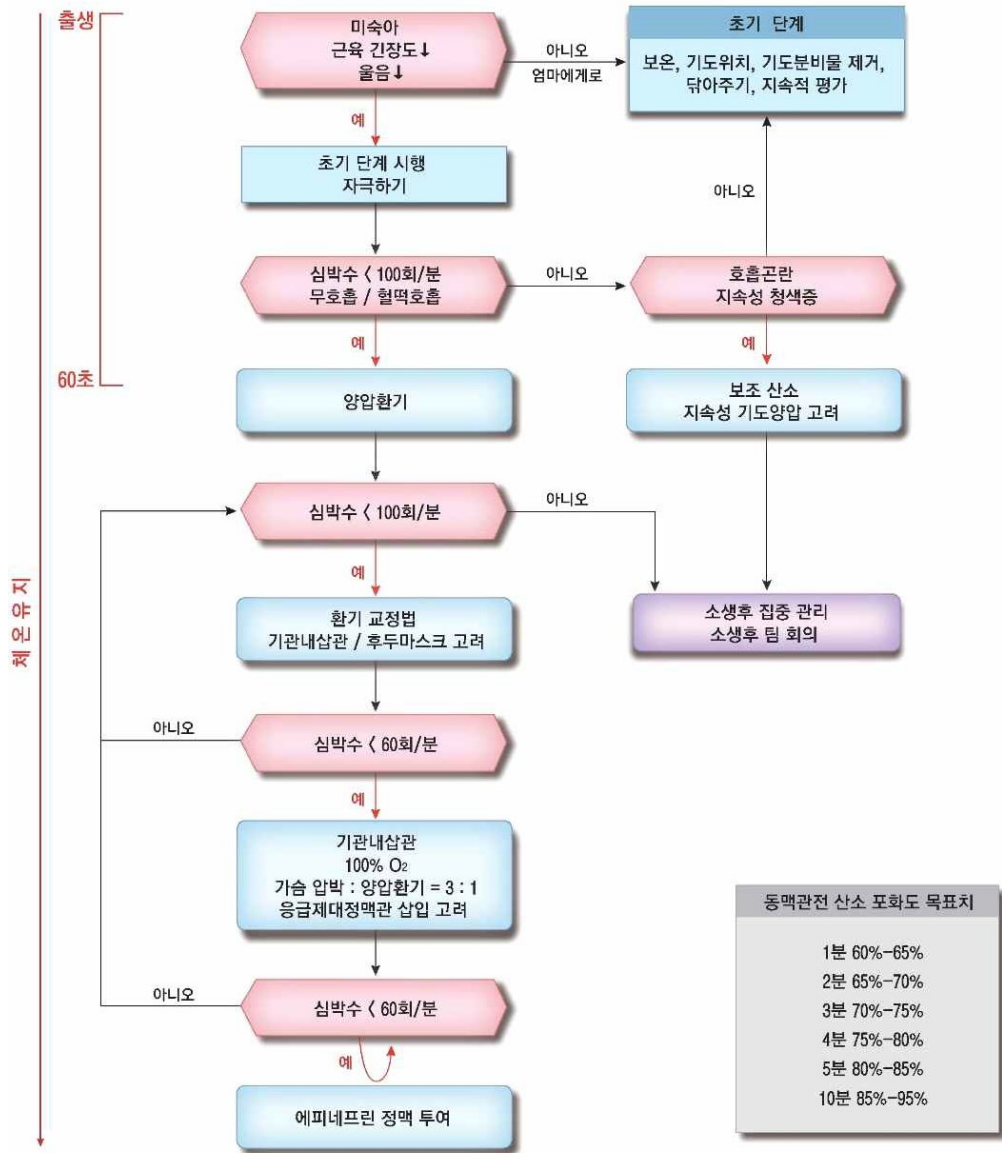 출생
미숙아
근육 긴장도↓
울음↓
아니오
엄마에게로
초기 단계
보온, 기도위치, 기도분비물 제거,
닦아주기, 지속적 평가
예
초기 단계 시행
자극하기
아니오
심박수 < 100회/분
무호흡 / 헐떡호흡
아니오
호흡곤란
지속성 청색증
예
예
60초
양압환기
보조 산소
지속성 기도양압 고려
심박수 < 100회/분
아니오
예
체온유지
환기 교정법
기관내삽관 / 후두마스크 고려
소생후 집중 관리
소생후 팀 회의
아니오
심박수 < 60회/분
예
기관내삽관
100% O₂
가슴 압박 : 양압환기 = 3 : 1
응급제대정맥관 삽입 고려
아니오
심박수 < 60회/분
예
에피네프린 정맥 투여
동맥관전 산소 포화도 목표치
1분 60%-65%
2분 65%-70%
3분 70%-75%
4분 75%-80%
5분 80%-85%
10분 85%-95%